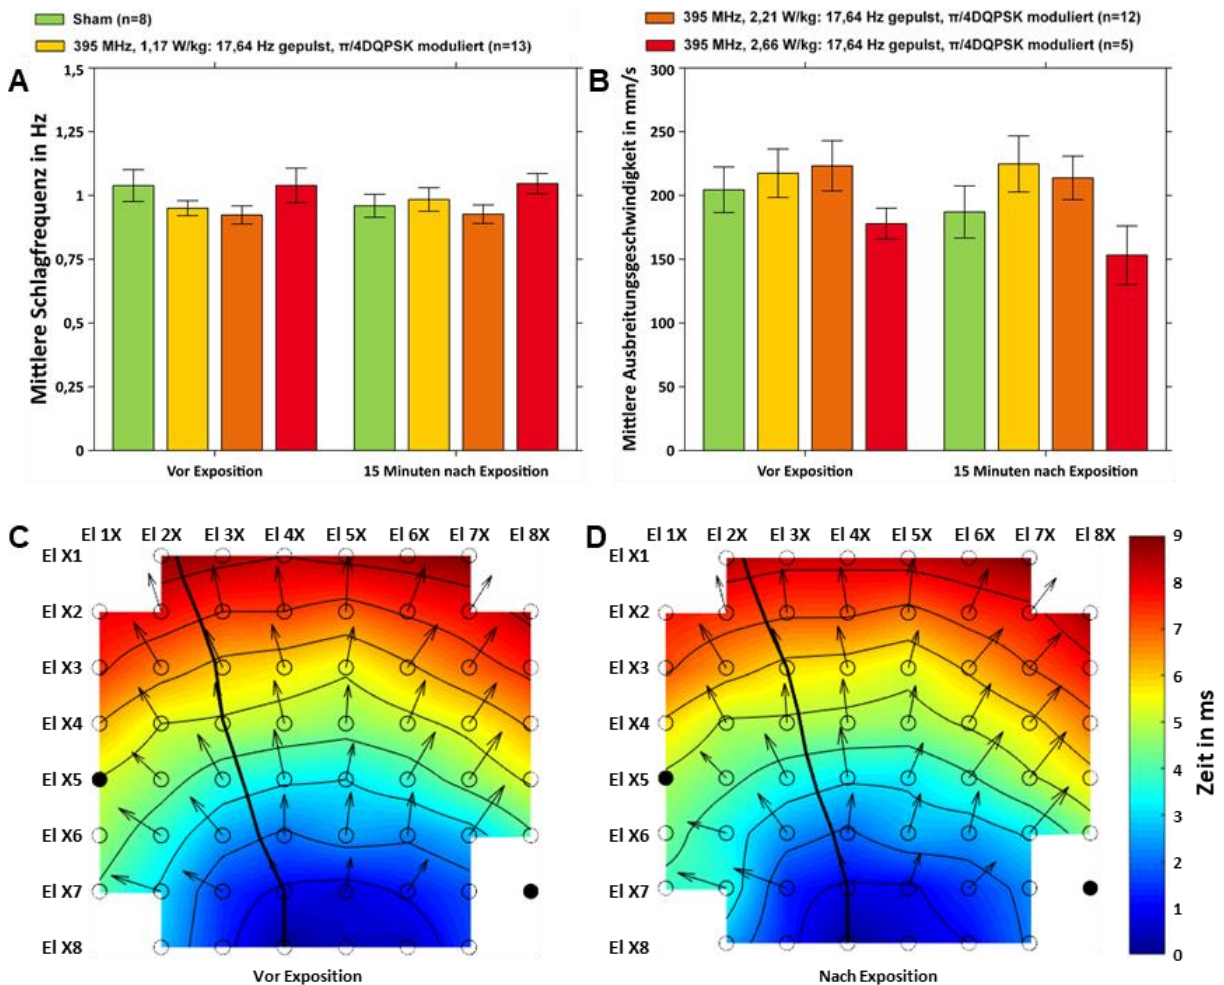 Sham (n=8)
395 MHz, 1,17 W/kg: 17,64 Hz gepulst, π/4DQPSK moduliert (n=13)
395 MHz, 2,21 W/kg: 17,64 Hz gepulst, π/4DQPSK moduliert (n=12)
395 MHz, 2,66 W/kg: 17,64 Hz gepulst, π/4DQPSK moduliert (n=5)
A
Mittlere Schlagfrequenz in Hz
1,5
1,25
1
0,75
0,5
0,25
0
Vor Exposition
15 Minuten nach Exposition
B
Mittlere Ausbreitungsgeschwindigkeit in mm/s
300
250
200
150
100
50
0
Vor Exposition
15 Minuten nach Exposition
C
El 1X El 2X El 3X El 4X El 5X El 6X El 7X El 8X
El X1
El X2
El X3
El X4
El X5
El X6
El X7
El X8
Vor Exposition
D
El 1X El 2X El 3X El 4X El 5X El 6X El 7X El 8X
El X1
El X2
El X3
El X4
El X5
El X6
El X7
El X8
Nach Exposition
9
8
7
6
5
4
3
2
1
0
Zeit in ms